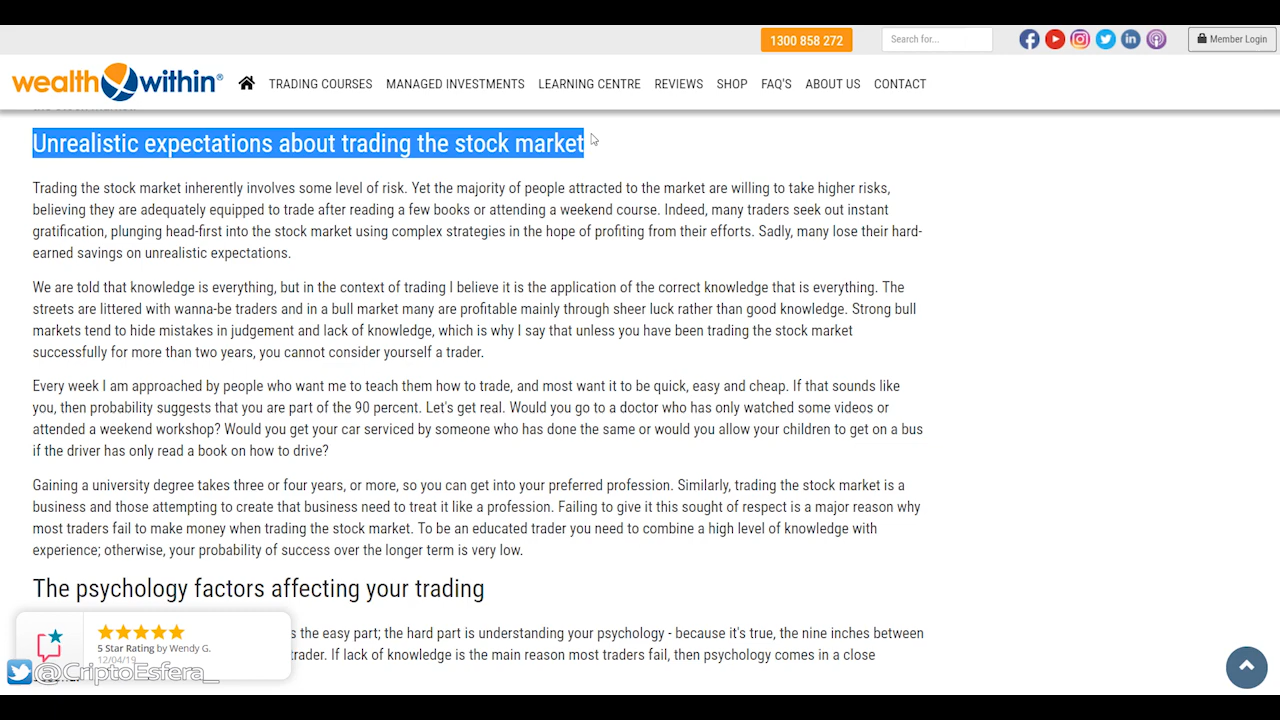 1300 858 272
Search for...
Member Login
wealth within®
TRADING COURSES MANAGED INVESTMENTS LEARNING CENTRE REVIEWS SHOP FAQ'S ABOUT US CONTACT
Unrealistic expectations about trading the stock market
Trading the stock market inherently involves some level of risk. Yet the majority of people attracted to the market are willing to take higher risks,
believing they are adequately equipped to trade after reading a few books or attending a weekend course. Indeed, many traders seek out instant
gratification, plunging head-first into the stock market using complex strategies in the hope of profiting from their efforts. Sadly, many lose their hard-
earned savings on unrealistic expectations.
We are told that knowledge is everything, but in the context of trading I believe it is the application of the correct knowledge that is everything. The
streets are littered with wanna-be traders and in a bull market many are profitable mainly through sheer luck rather than good knowledge. Strong bull
markets tend to hide mistakes in judgement and lack of knowledge, which is why I say that unless you have been trading the stock market
successfully for more than two years, you cannot consider yourself a trader.
Every week I am approached by people who want me to teach them how to trade, and most want it to be quick, easy and cheap. If that sounds like
you, then probability suggests that you are part of the 90 percent. Let's get real. Would you go to a doctor who has only watched some videos or
attended a weekend workshop? Would you get your car serviced by someone who has done the same or would you allow your children to get on a bus
if the driver has only read a book on how to drive?
Gaining a university degree takes three or four years, or more, so you can get into your preferred profession. Similarly, trading the stock market is a
business and those attempting to create that business need to treat it like a profession. Failing to give it this sought of respect is a major reason why
most traders fail to make money when trading the stock market. To be an educated trader you need to combine a high level of knowledge with
experience; otherwise, your probability of success over the longer term is very low.
The psychology factors affecting your trading
the easy part; the hard part is understanding your psychology - because it's true, the nine inches between
trader. If lack of knowledge is the main reason most traders fail, then psychology comes in a close
5 Star Rating by Wendy G.
12/04/19
@CriptoEsfera_